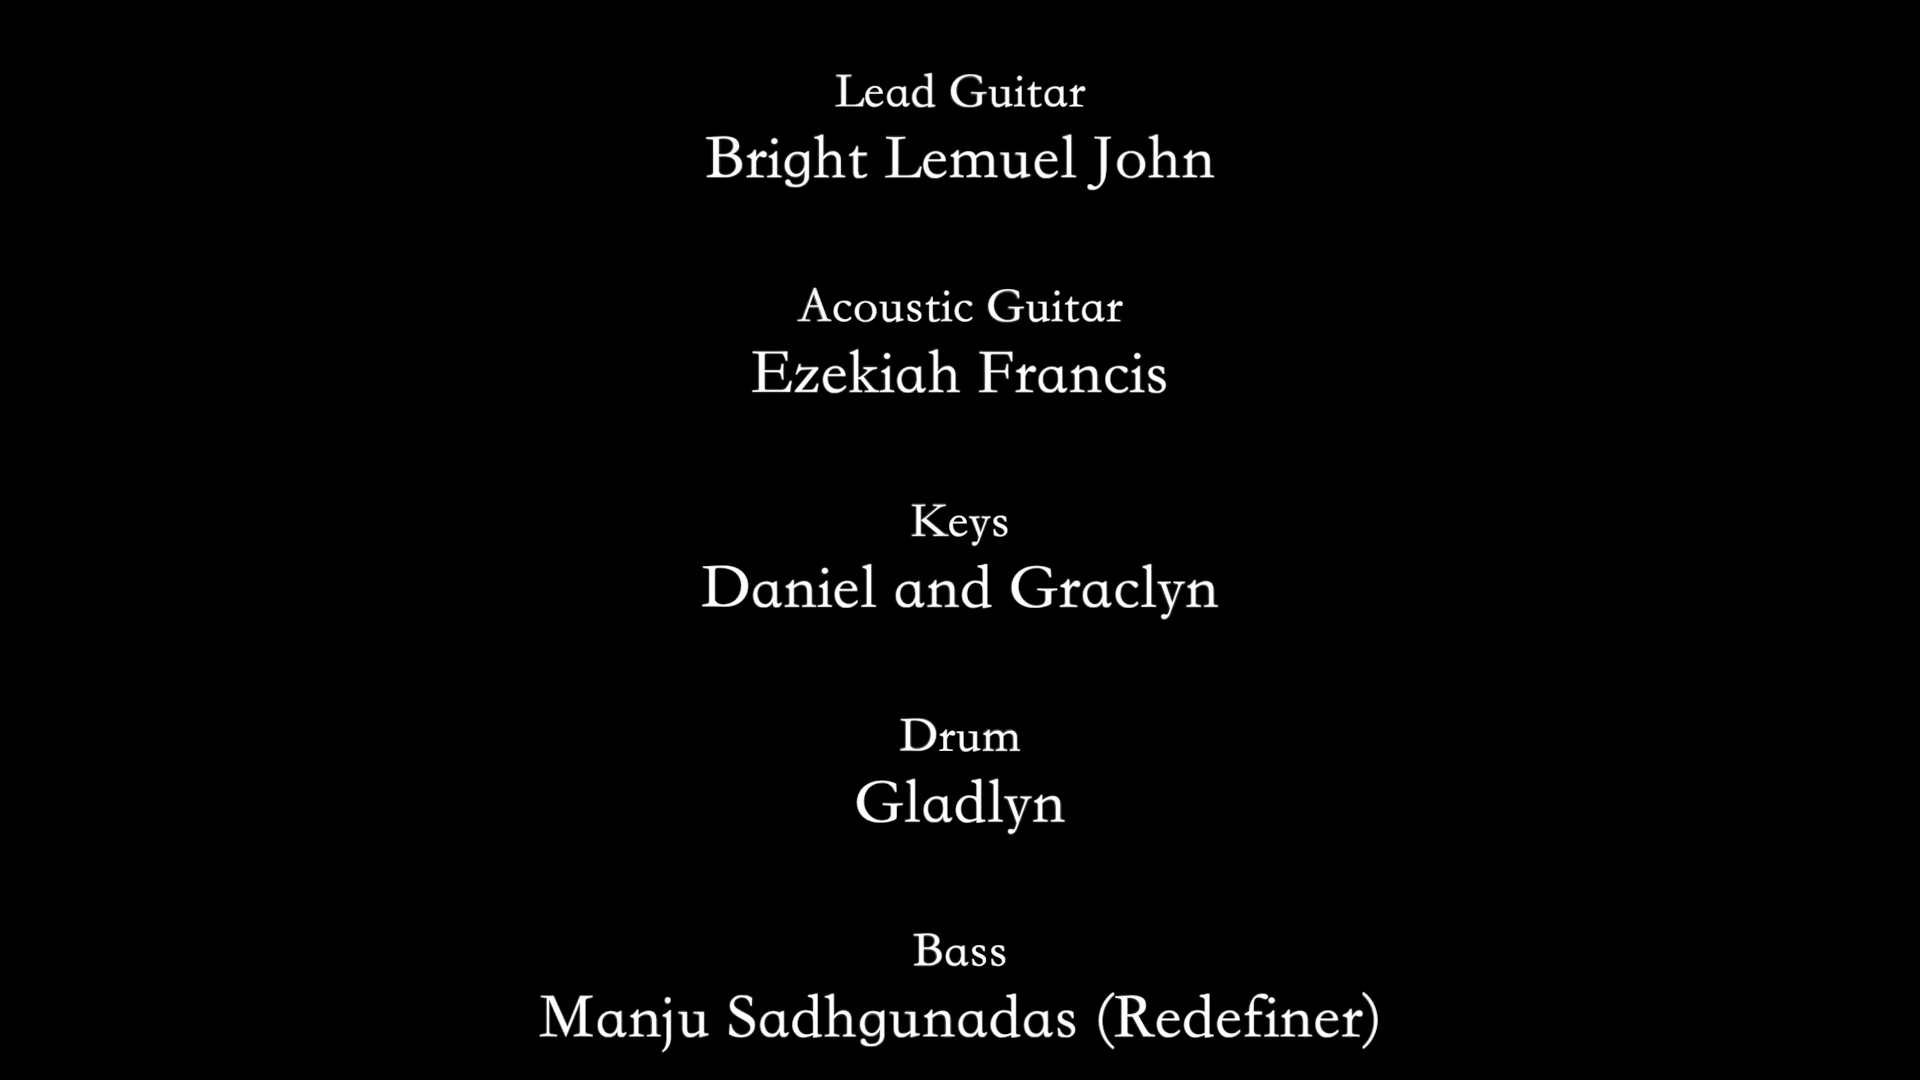 Lead Guitar
Bright Lemuel John
Acoustic Guitar
Ezekiah Francis
Keys
Daniel and Graclyn
Drum
Gladlyn
Bass
Manju Sadhgunadas (Redefiner)